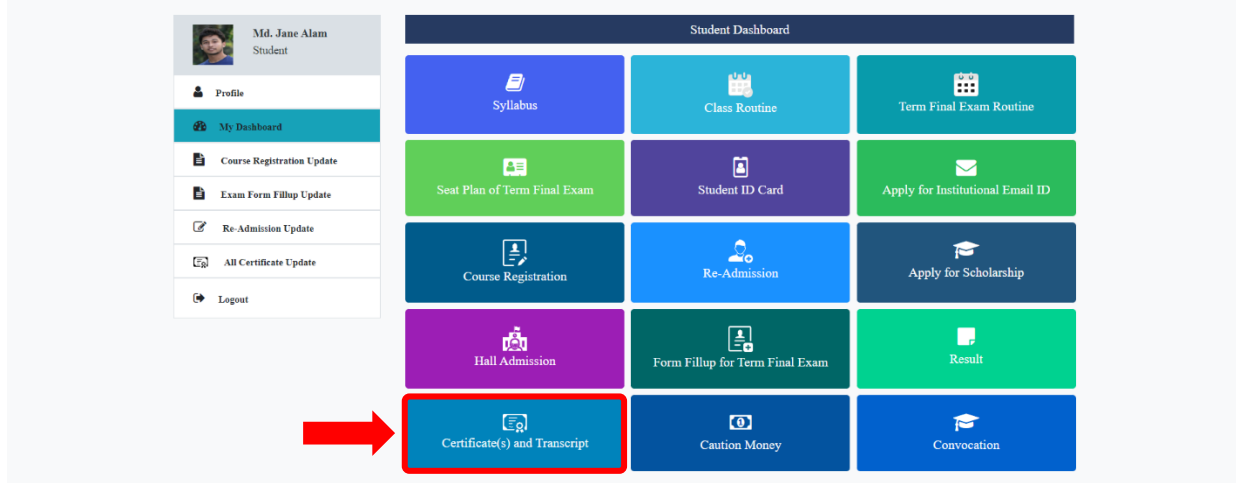 Md. Jane Alam
Student
Profile
My Dashboard
Course Registration Update
Exam Form Fillup Update
Re-Admission Update
All Certificate Update
Logout
Student Dashboard
Syllabus
Class Routine
Term Final Exam Routine
Seat Plan of Term Final Exam
Student ID Card
Apply for Institutional Email ID
Course Registration
Re-Admission
Apply for Scholarship
Hall Admission
Form Fillup for Term Final Exam
Result
Certificate(s) and Transcript
Caution Money
Convocation